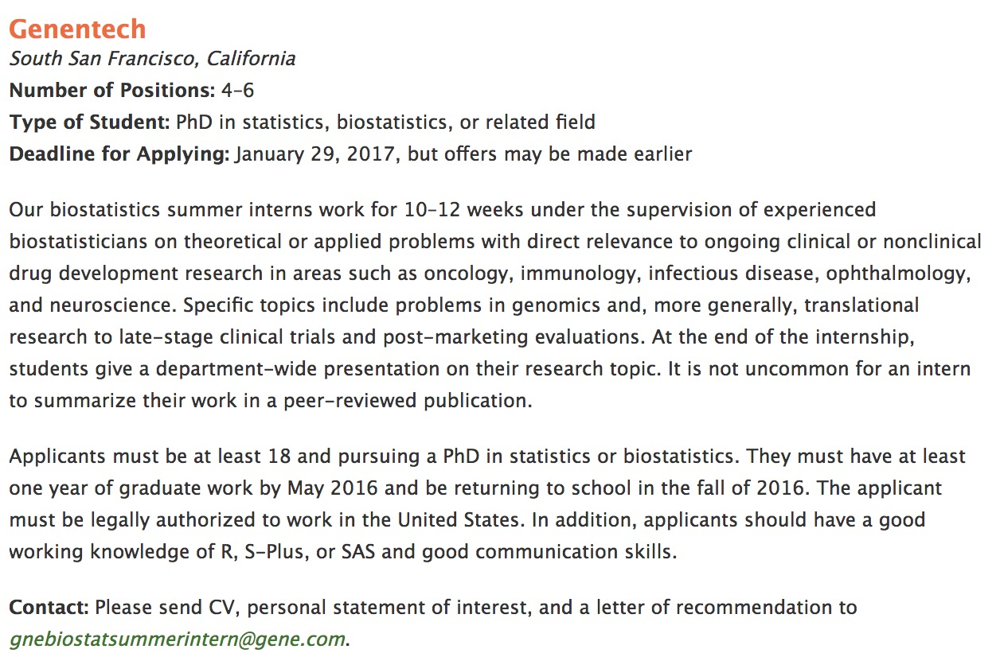 Genentech
South San Francisco, California
Number of Positions: 4–6
Type of Student: PhD in statistics, biostatistics, or related field
Deadline for Applying: January 29, 2017, but offers may be made earlier
Our biostatistics summer interns work for 10–12 weeks under the supervision of experienced
biostatisticians on theoretical or applied problems with direct relevance to ongoing clinical or nonclinical
drug development research in areas such as oncology, immunology, infectious disease, ophthalmology,
and neuroscience. Specific topics include problems in genomics and, more generally, translational
research to late-stage clinical trials and post-marketing evaluations. At the end of the internship,
students give a department-wide presentation on their research topic. It is not uncommon for an intern
to summarize their work in a peer-reviewed publication.
Applicants must be at least 18 and pursuing a PhD in statistics or biostatistics. They must have at least
one year of graduate work by May 2016 and be returning to school in the fall of 2016. The applicant
must be legally authorized to work in the United States. In addition, applicants should have a good
working knowledge of R, S-Plus, or SAS and good communication skills.
Contact: Please send CV, personal statement of interest, and a letter of recommendation to
gnebiostatsummerintern@gene.com.